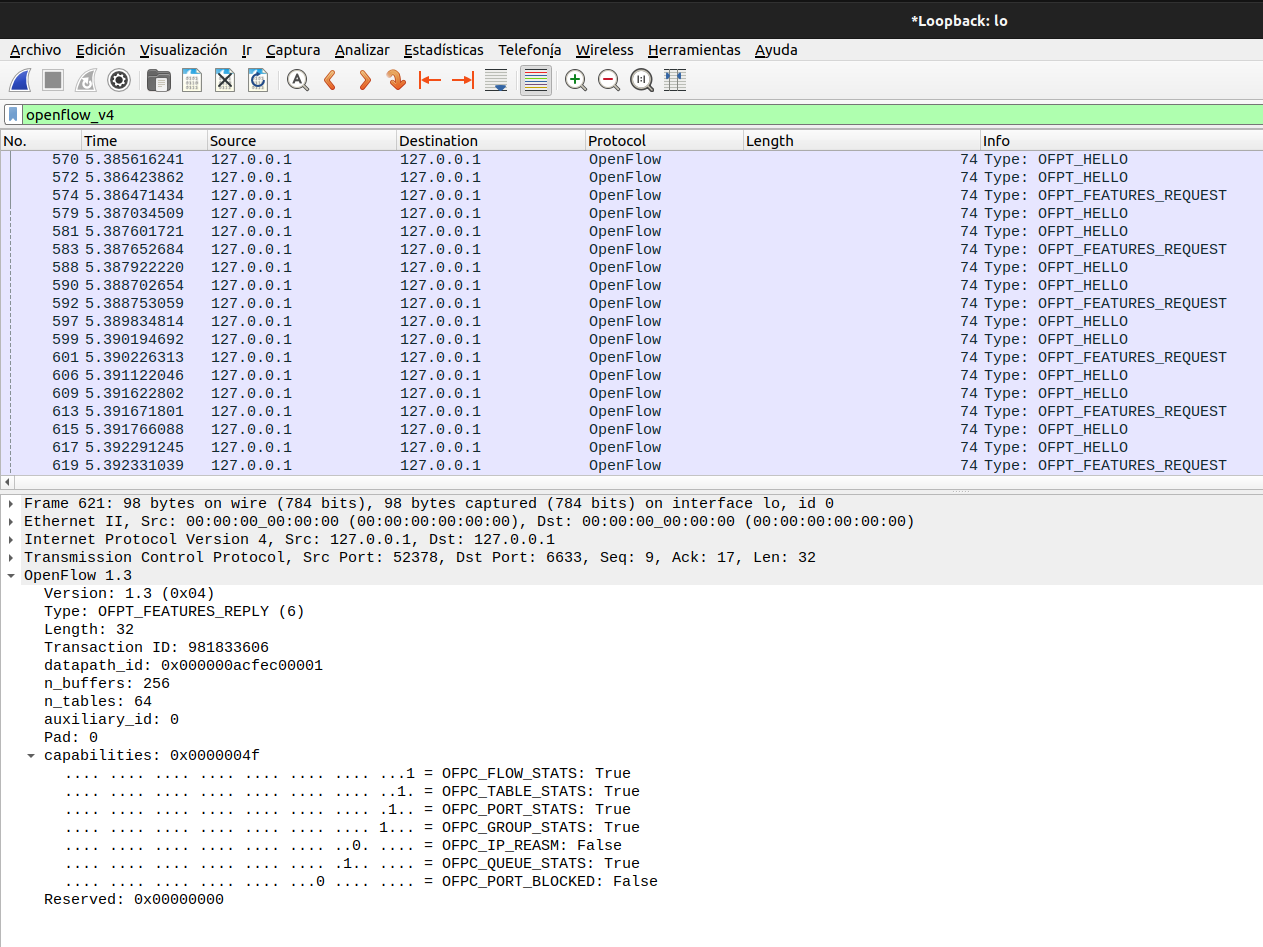 *Loopback: lo
Archivo Edición Visualización Ir Captura Analizar Estadísticas Telefonía Wireless Herramientas Ayuda
openflow_v4
No. Time Source Destination Protocol Length Info
570 5.385616241 127.0.0.1 127.0.0.1 OpenFlow 74 Type: OFPT_HELLO
572 5.386423862 127.0.0.1 127.0.0.1 OpenFlow 74 Type: OFPT_HELLO
574 5.386471434 127.0.0.1 127.0.0.1 OpenFlow 74 Type: OFPT_FEATURES_REQUEST
579 5.387034509 127.0.0.1 127.0.0.1 OpenFlow 74 Type: OFPT_HELLO
581 5.387601721 127.0.0.1 127.0.0.1 OpenFlow 74 Type: OFPT_HELLO
583 5.387652684 127.0.0.1 127.0.0.1 OpenFlow 74 Type: OFPT_FEATURES_REQUEST
588 5.387922220 127.0.0.1 127.0.0.1 OpenFlow 74 Type: OFPT_HELLO
590 5.388702654 127.0.0.1 127.0.0.1 OpenFlow 74 Type: OFPT_HELLO
592 5.388753059 127.0.0.1 127.0.0.1 OpenFlow 74 Type: OFPT_FEATURES_REQUEST
597 5.389834814 127.0.0.1 127.0.0.1 OpenFlow 74 Type: OFPT_HELLO
599 5.390194692 127.0.0.1 127.0.0.1 OpenFlow 74 Type: OFPT_HELLO
601 5.390226313 127.0.0.1 127.0.0.1 OpenFlow 74 Type: OFPT_FEATURES_REQUEST
606 5.391122046 127.0.0.1 127.0.0.1 OpenFlow 74 Type: OFPT_HELLO
609 5.391622802 127.0.0.1 127.0.0.1 OpenFlow 74 Type: OFPT_HELLO
613 5.391671801 127.0.0.1 127.0.0.1 OpenFlow 74 Type: OFPT_FEATURES_REQUEST
615 5.391766088 127.0.0.1 127.0.0.1 OpenFlow 74 Type: OFPT_HELLO
617 5.392291245 127.0.0.1 127.0.0.1 OpenFlow 74 Type: OFPT_HELLO
619 5.392331039 127.0.0.1 127.0.0.1 OpenFlow 74 Type: OFPT_FEATURES_REQUEST
Frame 621: 98 bytes on wire (784 bits), 98 bytes captured (784 bits) on interface lo, id 0
Ethernet II, Src: 00:00:00_00:00:00 (00:00:00:00:00:00), Dst: 00:00:00_00:00:00 (00:00:00:00:00:00)
Internet Protocol Version 4, Src: 127.0.0.1, Dst: 127.0.0.1
Transmission Control Protocol, Src Port: 52378, Dst Port: 6633, Seq: 9, Ack: 17, Len: 32
OpenFlow 1.3
Version: 1.3 (0x04)
Type: OFPT_FEATURES_REPLY (6)
Length: 32
Transaction ID: 981833606
datapath_id: 0x000000acfec00001
n_buffers: 256
n_tables: 64
auxiliary_id: 0
Pad: 0
capabilities: 0x0000004f
.... .... .... .... .... .... .... ...1 = OFPC_FLOW_STATS: True
.... .... .... .... .... .... .... ..1. = OFPC_TABLE_STATS: True
.... .... .... .... .... .... .... .1.. = OFPC_PORT_STATS: True
.... .... .... .... .... .... .... 1... = OFPC_GROUP_STATS: True
.... .... .... .... .... .... ..0. .... = OFPC_IP_REASM: False
.... .... .... .... .... .... .1.. .... = OFPC_QUEUE_STATS: True
.... .... .... .... .... ...0 .... .... = OFPC_PORT_BLOCKED: False
Reserved: 0x00000000